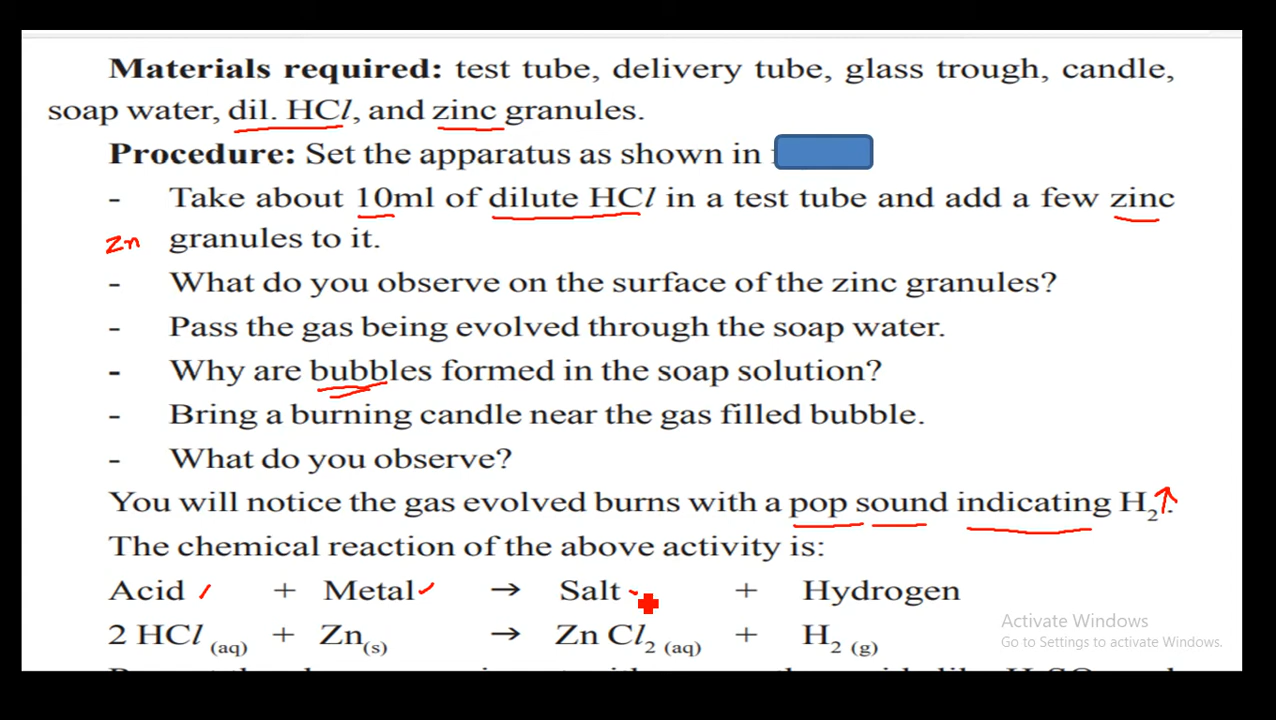 Materials required: test tube, delivery tube, glass trough, candle,
soap water, dil. HCl, and zinc granules.
Procedure: Set the apparatus as shown in
- Take about 10ml of dilute HCl in a test tube and add a few zinc
Zn granules to it.
- What do you observe on the surface of the zinc granules?
- Pass the gas being evolved through the soap water.
- Why are bubbles formed in the soap solution?
- Bring a burning candle near the gas filled bubble.
- What do you observe?
You will notice the gas evolved burns with a pop sound indicating H₂↑.
The chemical reaction of the above activity is:
Acid + Metal → Salt + Hydrogen
2 HCl (aq) + Zn(s) → Zn Cl₂ (aq) + H₂ (g)
Activate Windows
Go to Settings to activate Windows.